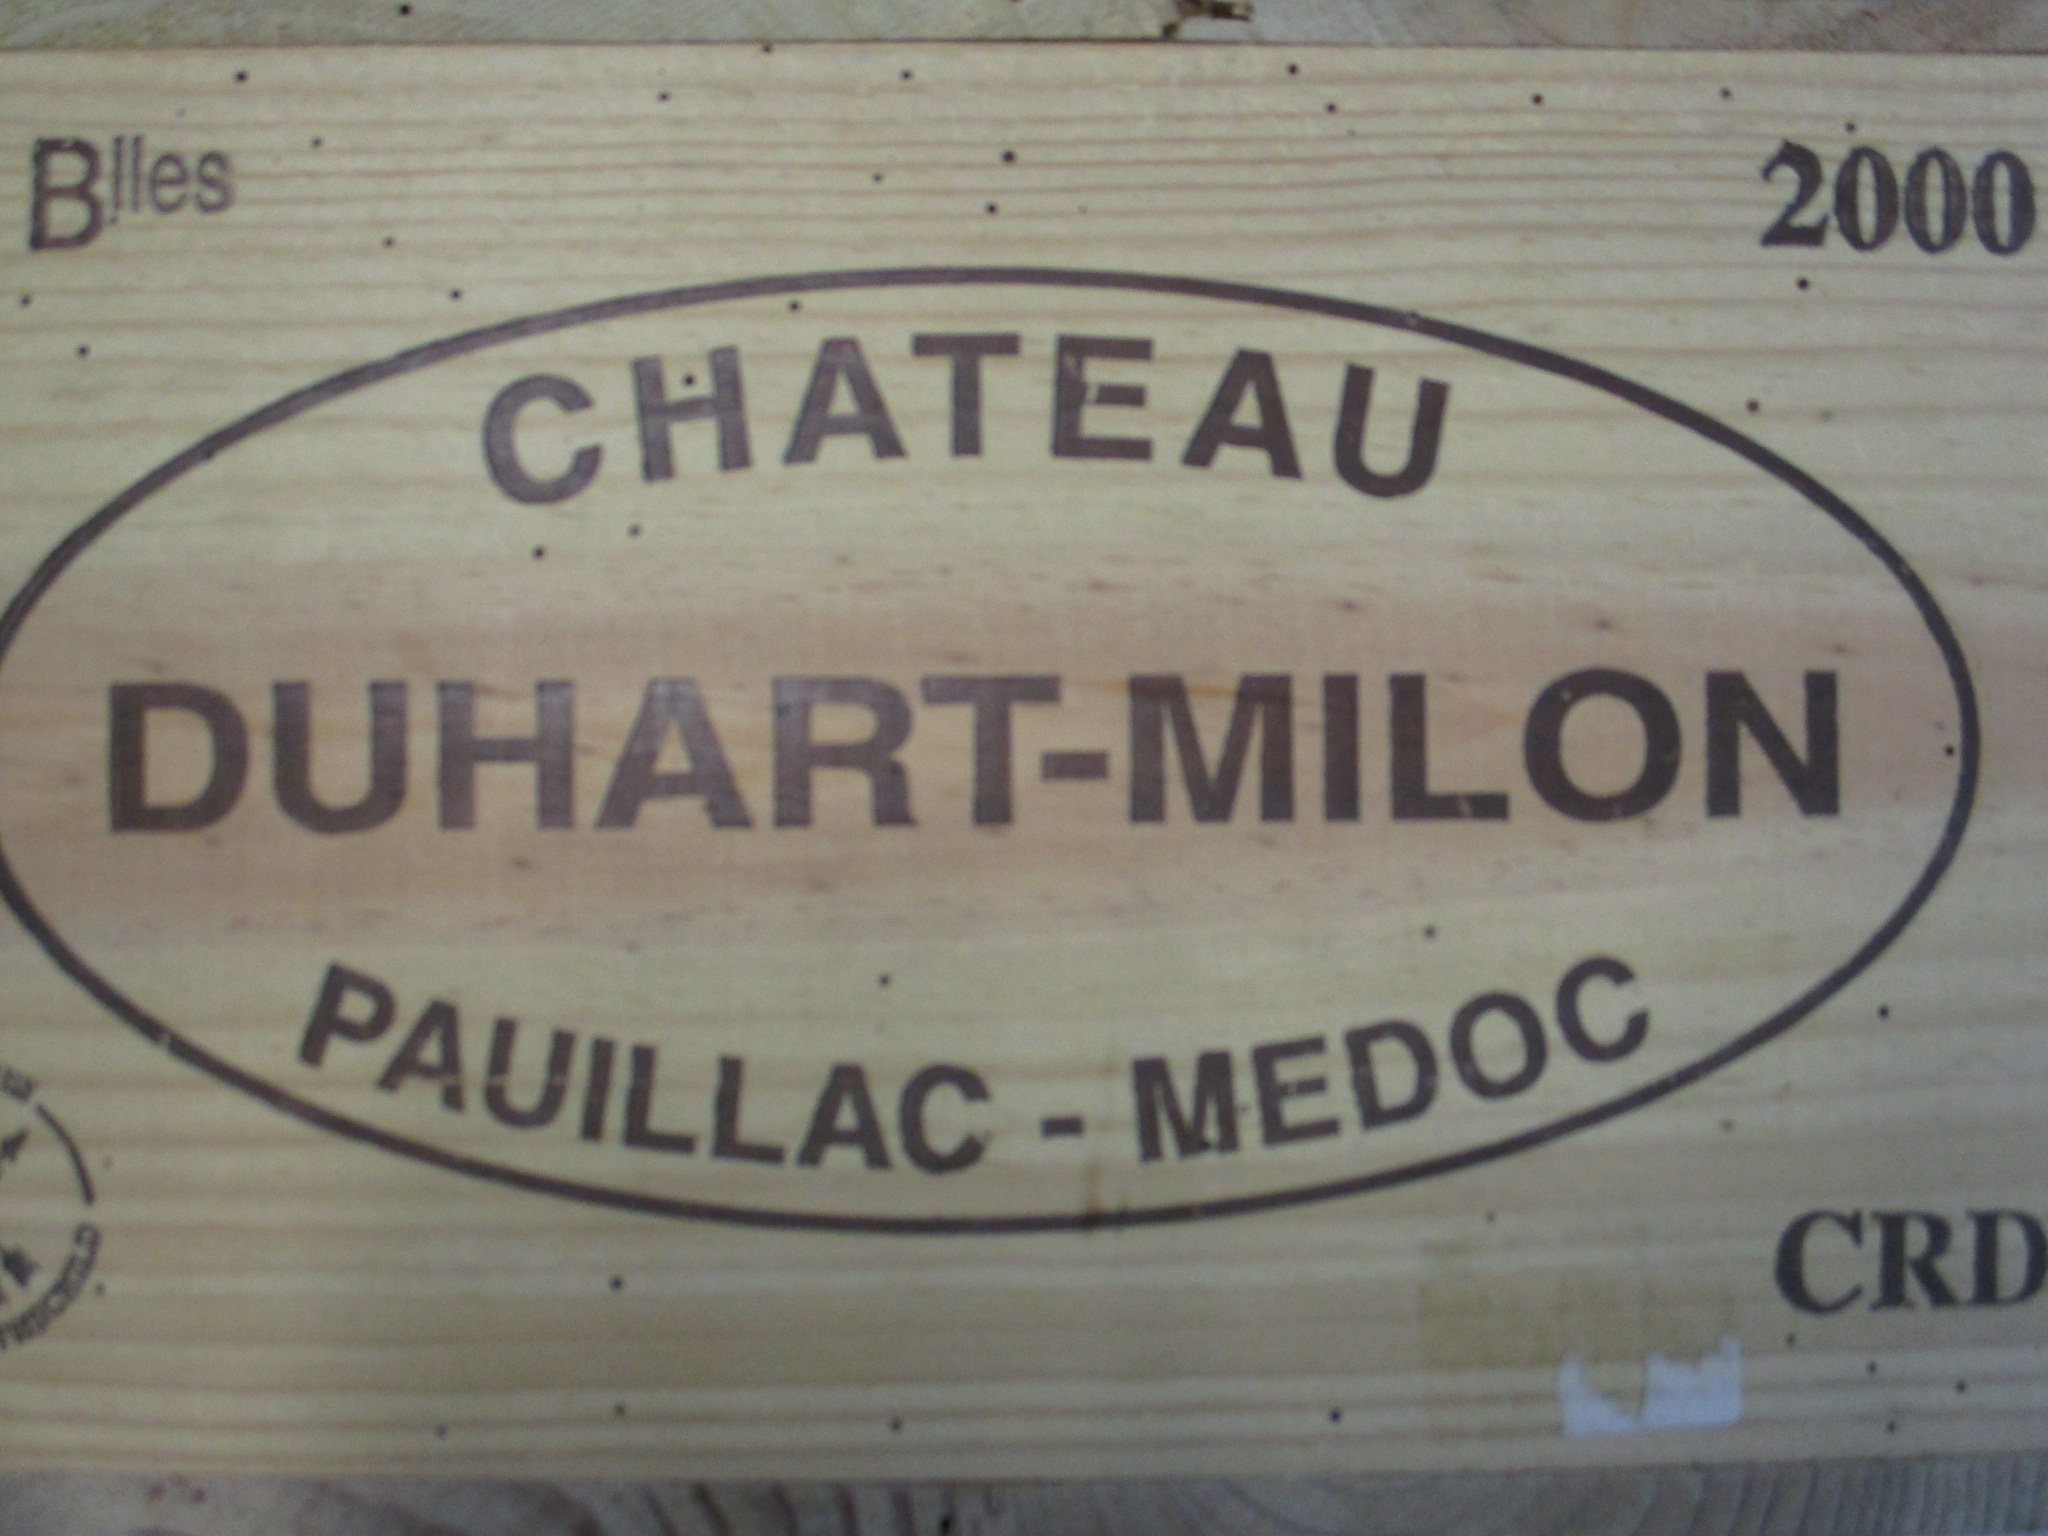 Blles
2000
CHATEAU
DUHART-MILON
PAUILLAC - MEDOC
CRD